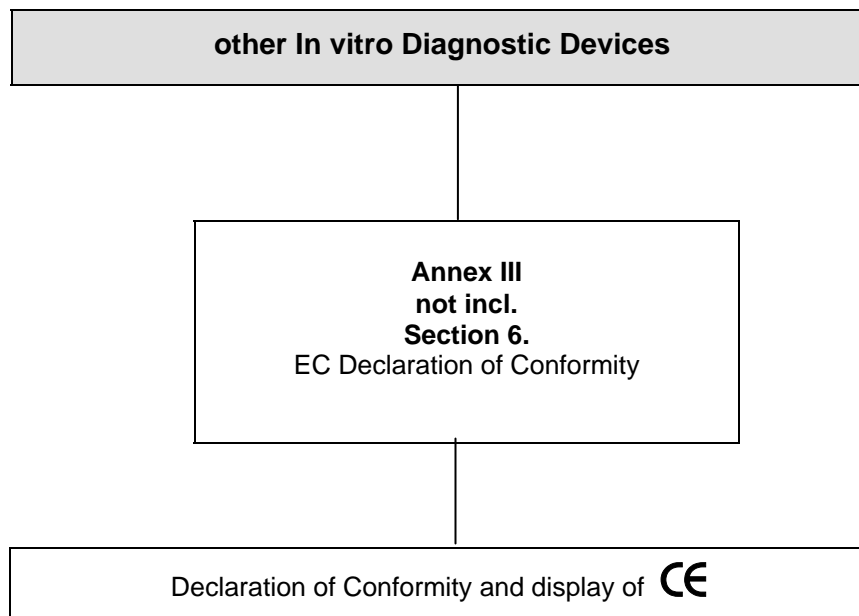 other In vitro Diagnostic Devices
Annex III
not incl.
Section 6.
EC Declaration of Conformity
Declaration of Conformity and display of CE